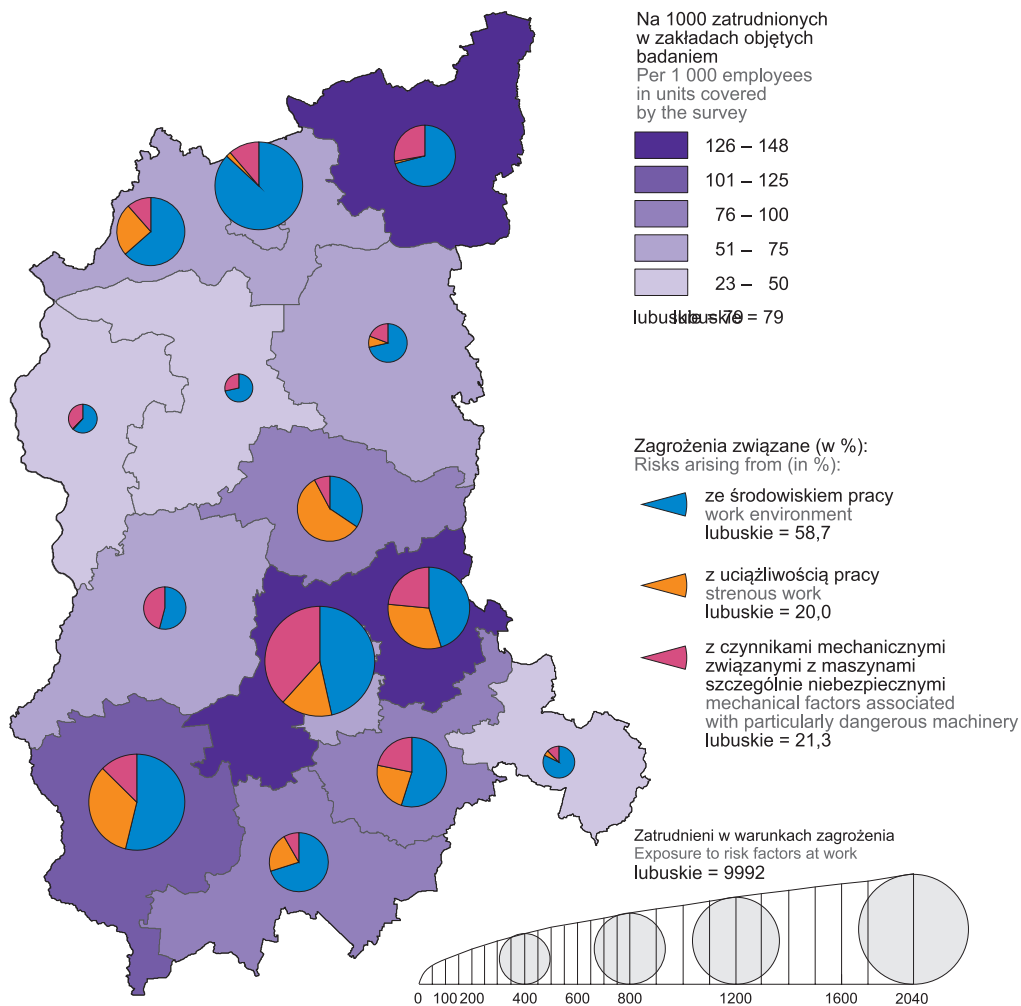 Na 1000 zatrudnionych
w zakładach objętych
badaniem
Per 1 000 employees
in units covered
by the survey
126 – 148
101 – 125
76 – 100
51 – 75
23 – 50
lubuskie = 79
lubuskie = 79
Zagrożenia związane (w %):
Risks arising from (in %):
ze środowiskiem pracy
work environment
lubuskie = 58,7
z uciążliwością pracy
strenous work
lubuskie = 20,0
z czynnikami mechanicznymi
związanymi z maszynami
szczególnie niebezpiecznymi
mechanical factors associated
with particularly dangerous machinery
lubuskie = 21,3
Zatrudnieni w warunkach zagrożenia
Exposure to risk factors at work
lubuskie = 9992
0 100 200 400 600 800 1200 1600 2040